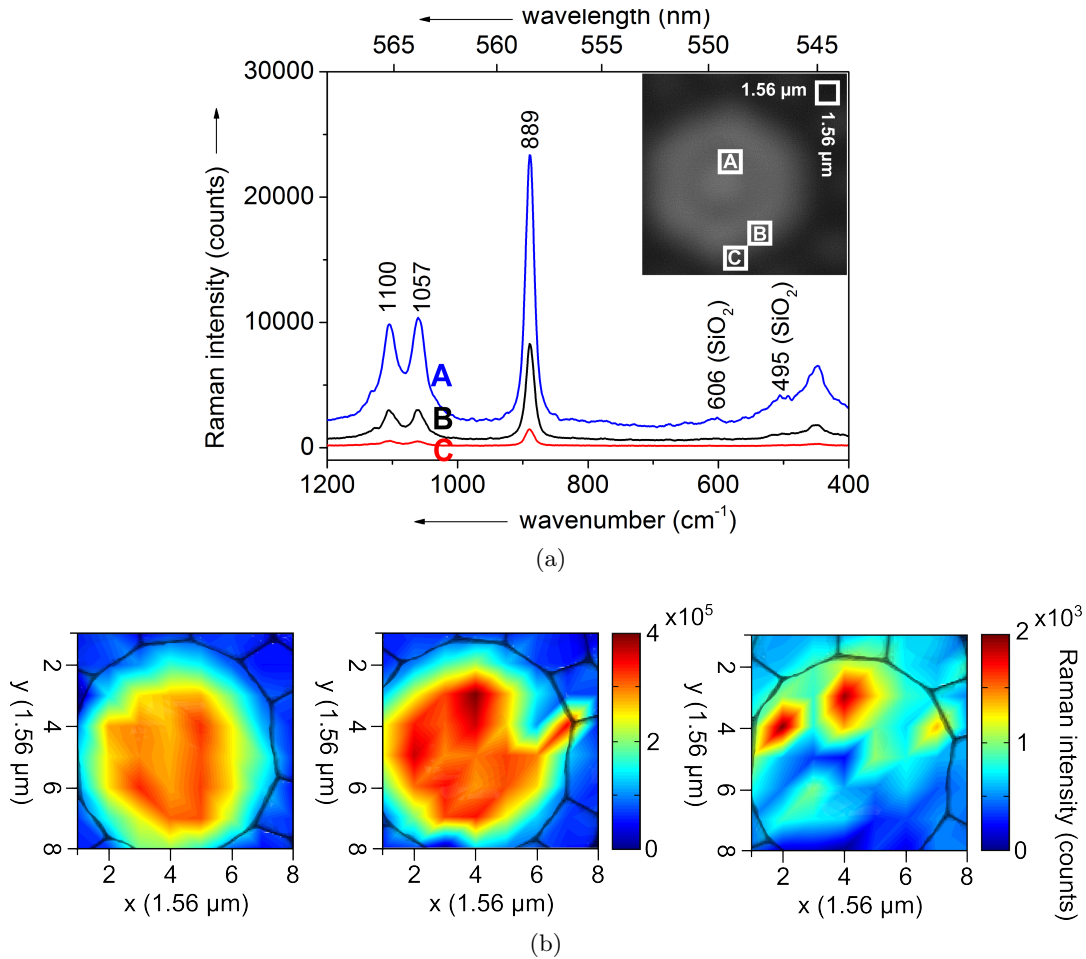 wavelength (nm)
565 560 555 550 545
30000
20000
10000
0
Raman intensity (counts)
1100
1057
889
606 (SiO₂)
495 (SiO₂)
1.56 µm
1.56 µm
A
B
C
A
B
C
1200 1000 800 600 400
wavenumber (cm⁻¹)
(a)
2
4
6
8
y (1.56 µm)
2 4 6 8
x (1.56 µm)
2
4
6
8
y (1.56 µm)
2 4 6 8
x (1.56 µm)
x10⁵
4
2
0
2
4
6
8
y (1.56 µm)
2 4 6 8
x (1.56 µm)
x10³
2
1
0
Raman intensity (counts)
(b)